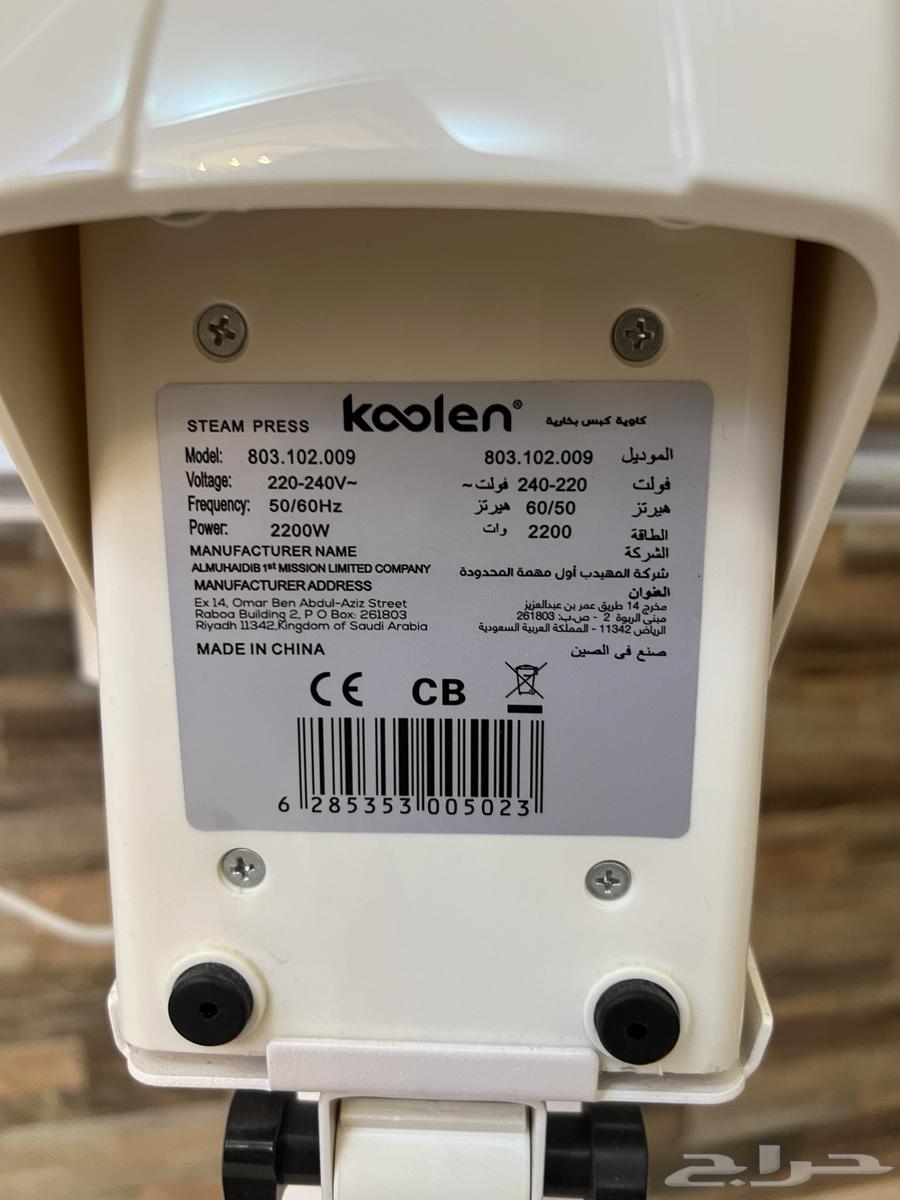 koolen®
STEAM PRESS
كاوية كبس بخارية
Model: 803.102.009
803.102.009 الموديل
Voltage: 220-240V~
فولت 220-240 فولت~
Frequency: 50/60Hz
هيرتز 60/50 هيرتز
Power: 2200W
الطاقة 2200 وات
MANUFACTURER NAME
الشركة
ALMUHAIDIB 1st MISSION LIMITED COMPANY
شركة المهيدب أول مهمة المحدودة
MANUFACTURER ADDRESS
العنوان
Ex 14, Omar Ben Abdul-Aziz Street
مخرج 14 طريق عمر بن عبدالعزيز
Raboa Building 2, P O Box: 261803
مبنى الربوة 2 - ص.ب: 261803
Riyadh 11342,Kingdom of Saudi Arabia
الرياض 11342 - المملكة العربية السعودية
MADE IN CHINA
صنع في الصين
CE CB
6 285353 005023
حراج